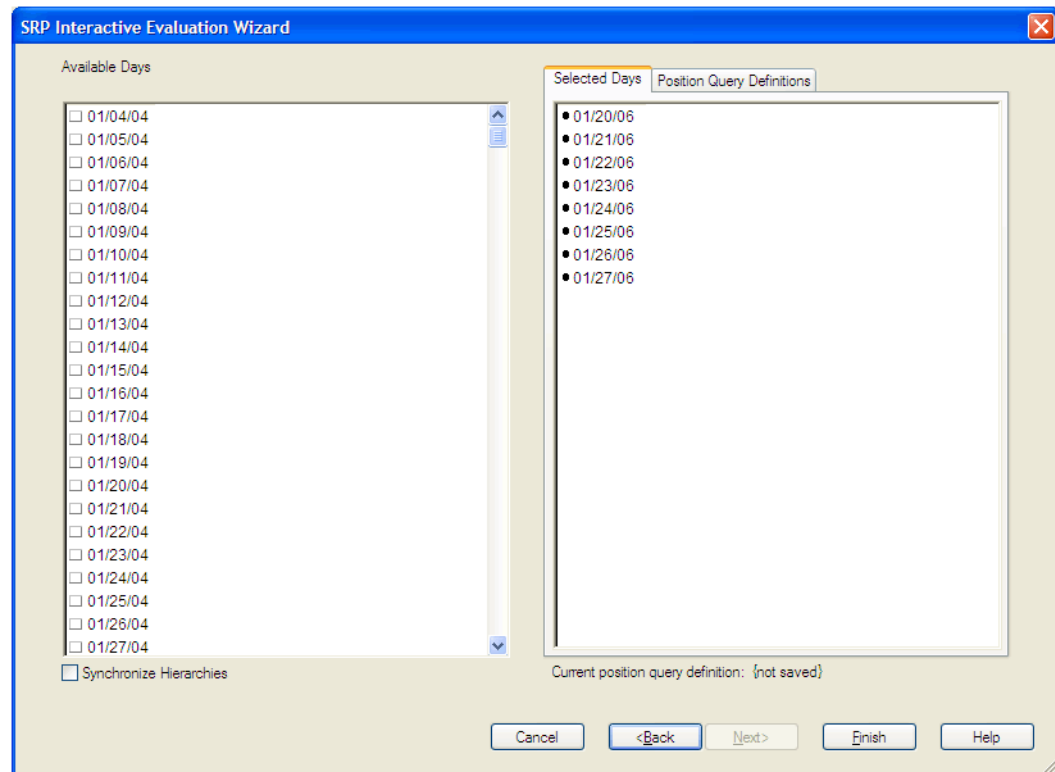 SRP Interactive Evaluation Wizard
Available Days
01/04/04
01/05/04
01/06/04
01/07/04
01/08/04
01/09/04
01/10/04
01/11/04
01/12/04
01/13/04
01/14/04
01/15/04
01/16/04
01/17/04
01/18/04
01/19/04
01/20/04
01/21/04
01/22/04
01/23/04
01/24/04
01/25/04
01/26/04
01/27/04
Synchronize Hierarchies
Selected Days
Position Query Definitions
01/20/06
01/21/06
01/22/06
01/23/06
01/24/06
01/25/06
01/26/06
01/27/06
Current position query definition: {not saved}
Cancel
<Back
Next>
Finish
Help